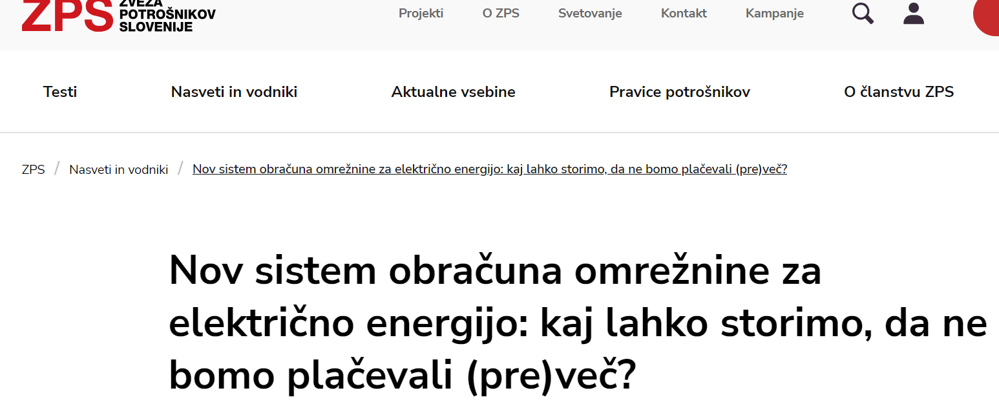 ZPS ZVEZA
POTROŠNIKOV
SLOVENIJE
Projekti O ZPS Svetovanje Kontakt Kampanje
Testi Nasveti in vodniki Aktualne vsebine Pravice potrošnikov O članstvu ZPS
ZPS / Nasveti in vodniki / Nov sistem obračuna omrežnine za električno energijo: kaj lahko storimo, da ne bomo plačevali (pre)več?
Nov sistem obračuna omrežnine za
električno energijo: kaj lahko storimo, da ne
bomo plačevali (pre)več?